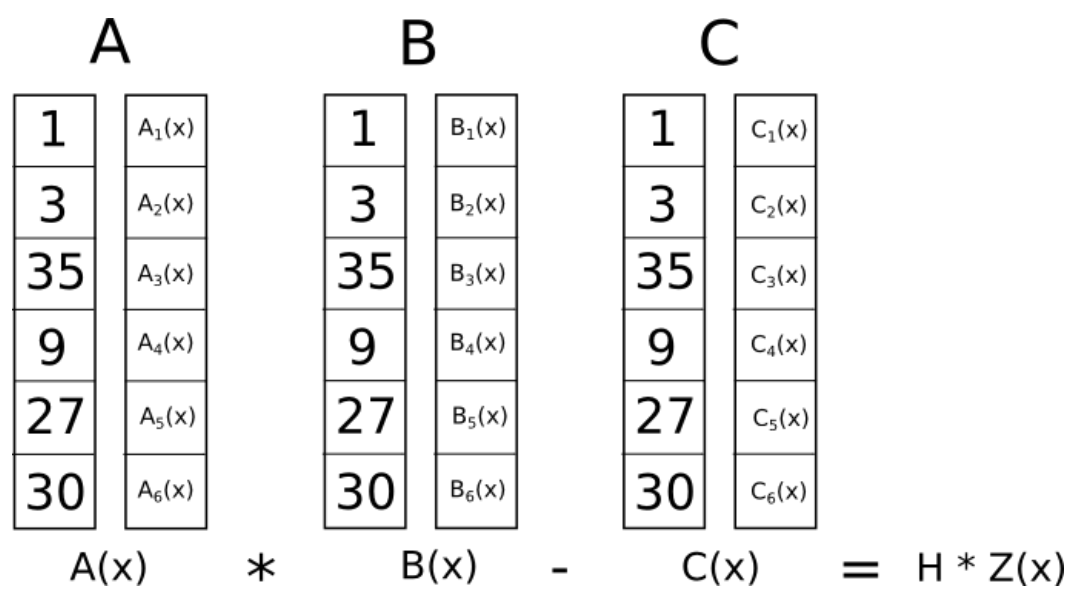 A B C
1 A₁(x) 1 B₁(x) 1 C₁(x)
3 A₂(x) 3 B₂(x) 3 C₂(x)
35 A₃(x) 35 B₃(x) 35 C₃(x)
9 A₄(x) 9 B₄(x) 9 C₄(x)
27 A₅(x) 27 B₅(x) 27 C₅(x)
30 A₆(x) 30 B₆(x) 30 C₆(x)
A(x) * B(x) - C(x) = H * Z(x)